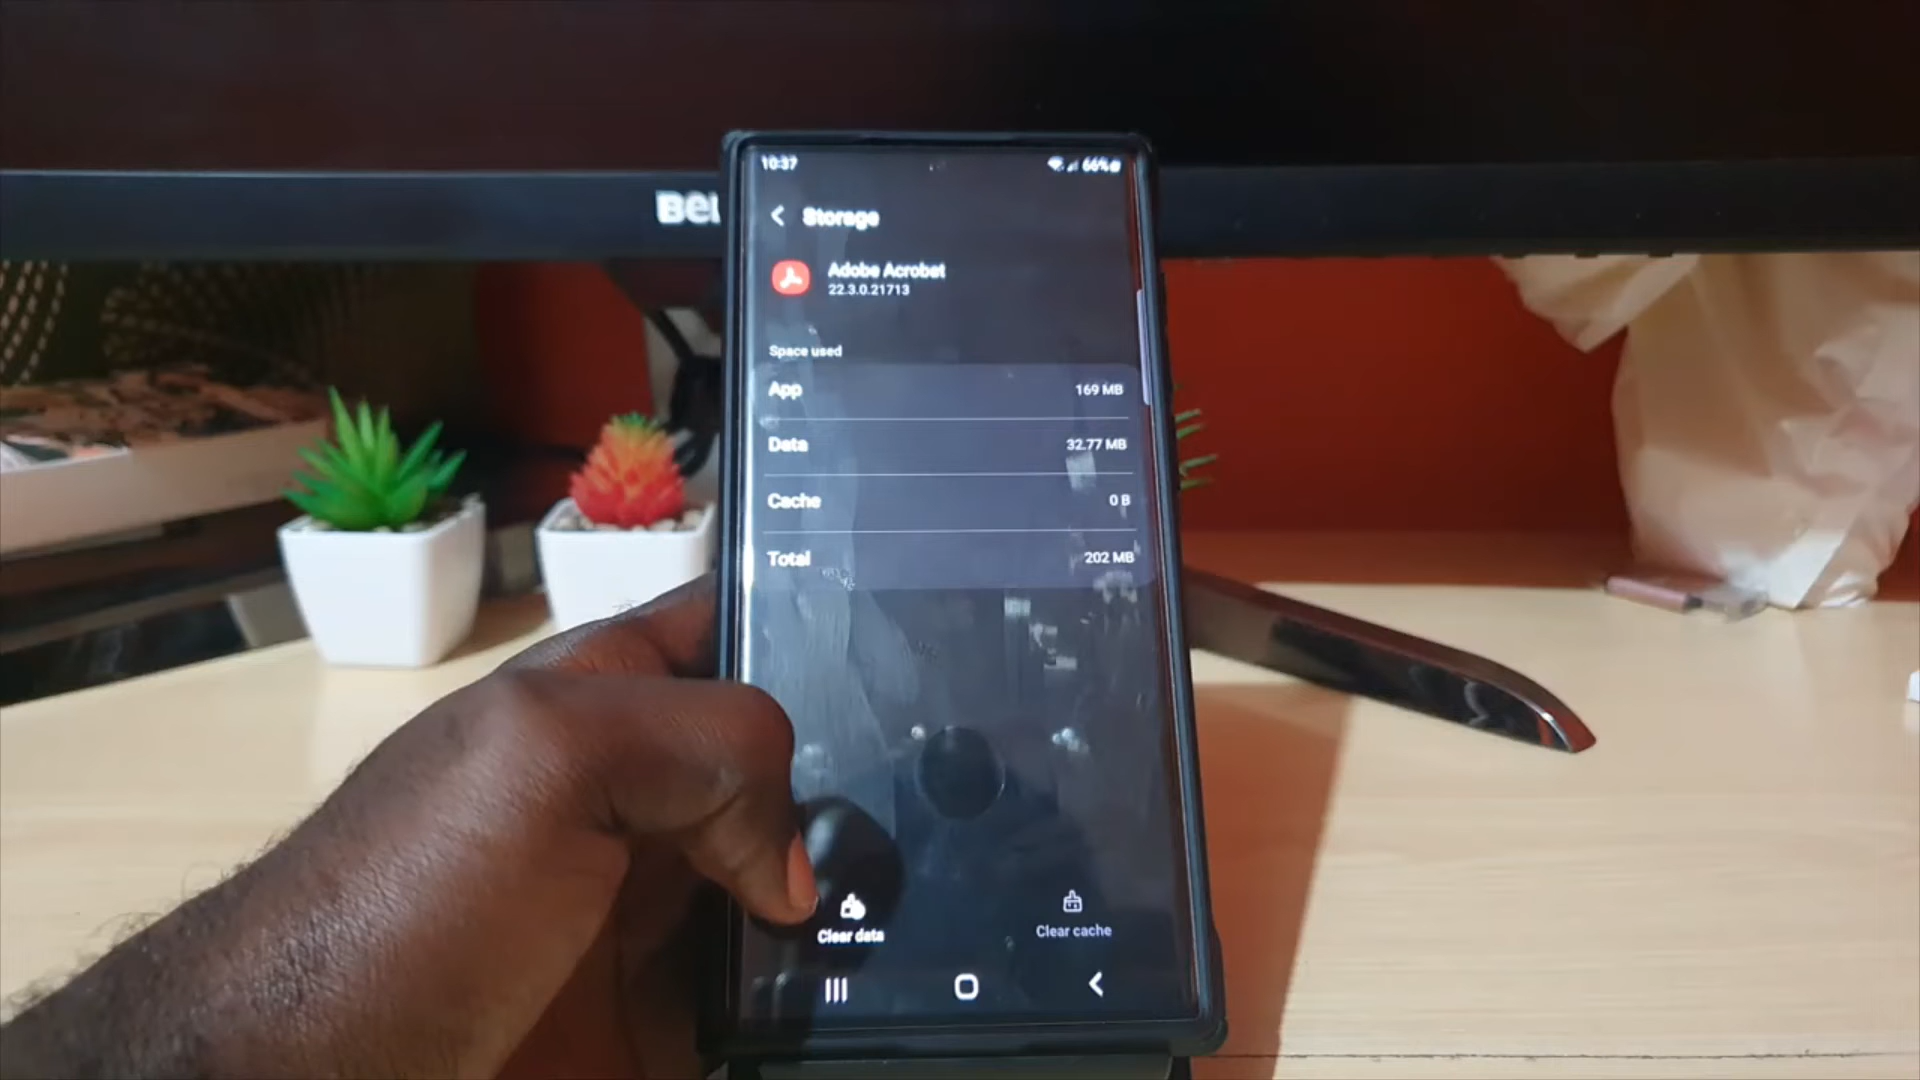 10:37
66%
Storage
Adobe Acrobat
22.3.0.21713
Space used
App 169 MB
Data 32.77 MB
Cache 0 B
Total 202 MB
Clear data
Clear cache